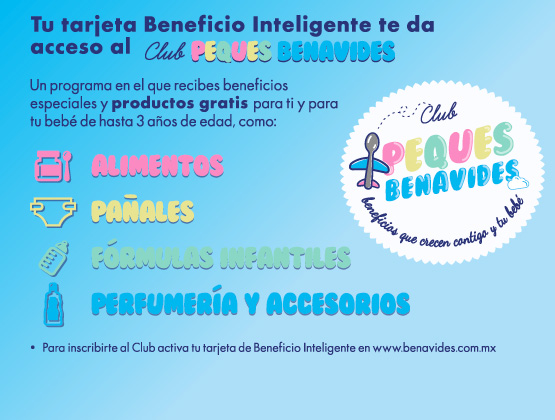 Tu tarjeta Beneficio Inteligente te da
acceso al Club PEQUES BENAVIDES
Un programa en el que recibes beneficios
especiales y productos gratis para ti y para
tu bebé de hasta 3 años de edad, como:
ALIMENTOS
PAÑALES
FÓRMULAS INFANTILES
PERFUMERÍA Y ACCESORIOS
Club
PEQUES
BENAVIDES
beneficios que crecen contigo y tu bebé
• Para inscribirte al Club activa tu tarjeta de Beneficio Inteligente en www.benavides.com.mx